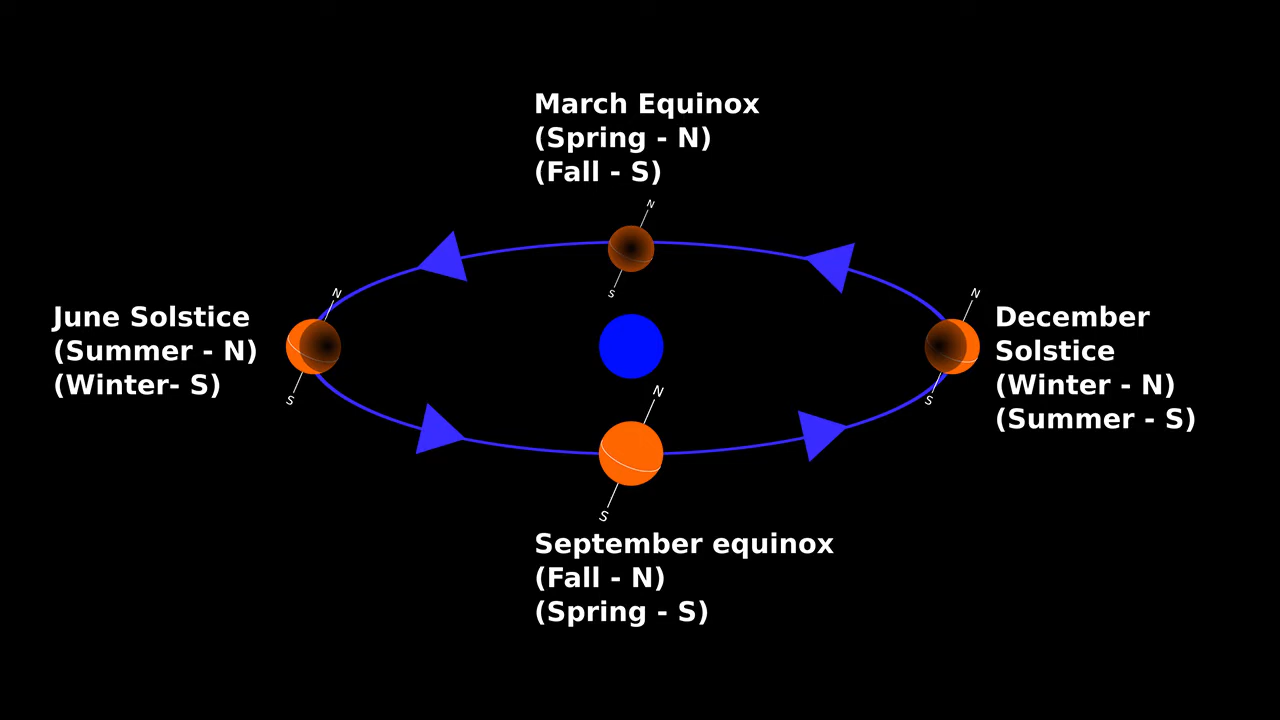 March Equinox
(Spring - N)
(Fall - S)
N
S
June Solstice
(Summer - N)
(Winter- S)
N
S
N
S
December
Solstice
(Winter - N)
(Summer - S)
N
S
September equinox
(Fall - N)
(Spring - S)